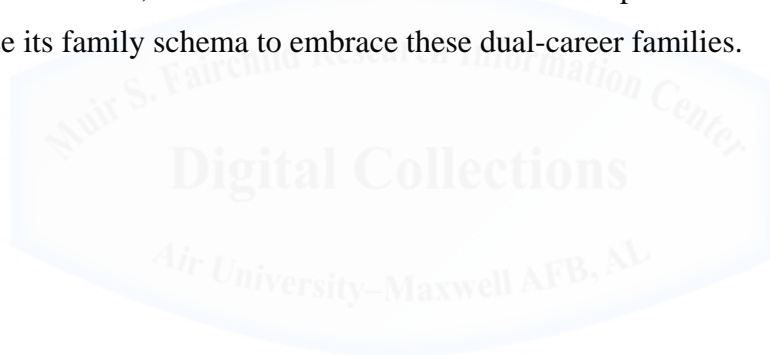 e its family schema to embrace these dual-career families.
Muir S. Fairchild Research Information Center
Digital Collections
Air University–Maxwell AFB, AL